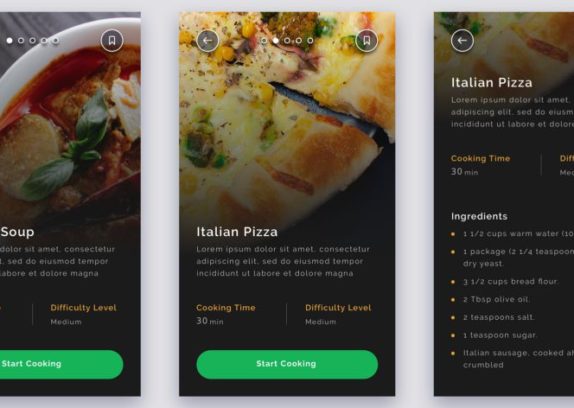 Soup
dolor sit amet, consectetur
lit, sed do eiusmod tempor
labore et dolore magna
Difficulty Level
Medium
Start Cooking
Italian Pizza
Lorem ipsum dolor sit amet, consectetur
adipiscing elit, sed do eiusmod tempor
incididunt ut labore et dolore magna
Cooking Time
30 min
Difficulty Level
Medium
Start Cooking
Italian Pizza
Lorem ipsum dolor sit amet,
adipiscing elit, sed do eiusmod
incididunt ut labore et dolore
Cooking Time
30 min
Ingredients
1 1/2 cups warm water
1 package (2 1/4 teaspoon
dry yeast.
3 1/2 cups bread flour.
2 Tbsp olive oil.
2 teaspoons salt.
1 teaspoon sugar.
Italian sausage, cooked
crumbled